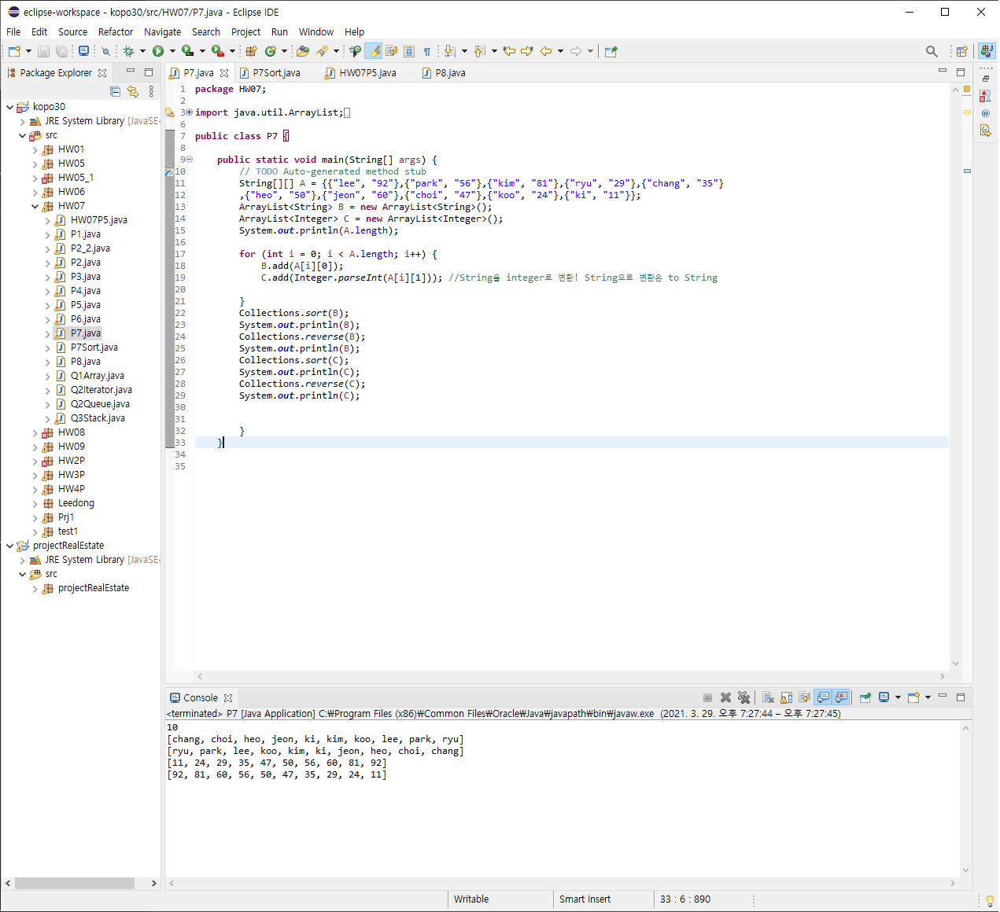 eclipse-workspace - kopo30/src/HW07/P7.java - Eclipse IDE
File Edit Source Refactor Navigate Search Project Run Window Help
Package Explorer
P7.java P7Sort.java HW07P5.java P8.java
kopo30
JRE System Library [JavaSE-
src
HW01
HW05
HW05_1
HW06
HW07
HW07P5.java
P1.java
P2_2.java
P2.java
P3.java
P4.java
P5.java
P6.java
P7.java
P7Sort.java
P8.java
Q1Array.java
Q2Iterator.java
Q2Queue.java
Q3Stack.java
HW08
HW09
HW2P
HW3P
HW4P
Leedong
Prj1
test1
projectRealEstate
JRE System Library [JavaSE-
src
projectRealEstate
1 package HW07;
2
3 import java.util.ArrayList;
6
7 public class P7 {
8
9 public static void main(String[] args) {
10 // TODO Auto-generated method stub
11 String[][] A = {{"lee", "92"},{"park", "56"},{"kim", "81"},{"ryu", "29"},{"chang", "35"}
12 ,{"heo", "50"},{"jeon", "60"},{"choi", "47"},{"koo", "24"},{"ki", "11"}};
13 ArrayList<String> B = new ArrayList<String>();
14 ArrayList<Integer> C = new ArrayList<Integer>();
15 System.out.println(A.length);
16
17 for (int i = 0; i < A.length; i++) {
18 B.add(A[i][0]);
19 C.add(Integer.parseInt(A[i][1])); //String을 integer로 변환! String으로 변환은 to String
20
21 }
22 Collections.sort(B);
23 System.out.println(B);
24 Collections.reverse(B);
25 System.out.println(B);
26 Collections.sort(C);
27 System.out.println(C);
28 Collections.reverse(C);
29 System.out.println(C);
30
31
32 }
33 }
34
35
Console
<terminated> P7 [Java Application] C:₩Program Files (x86)₩Common Files₩Oracle₩Java₩javapath₩bin₩javaw.exe (2021. 3. 29. 오후 7:27:44 – 오후 7:27:45)
10
[chang, choi, heo, jeon, ki, kim, koo, lee, park, ryu]
[ryu, park, lee, koo, kim, ki, jeon, heo, choi, chang]
[11, 24, 29, 35, 47, 50, 56, 60, 81, 92]
[92, 81, 60, 56, 50, 47, 35, 29, 24, 11]
Writable Smart Insert 33 : 6 : 890